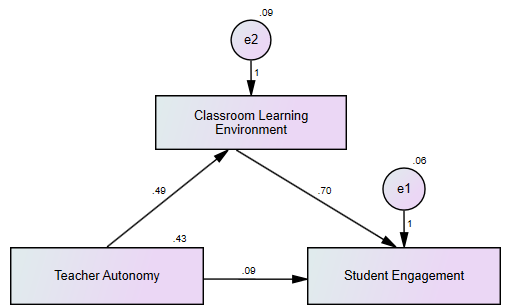 .09
e2
1
Classroom Learning
Environment
.06
.49
.70
e1
1
.43
Teacher Autonomy
.09
Student Engagement